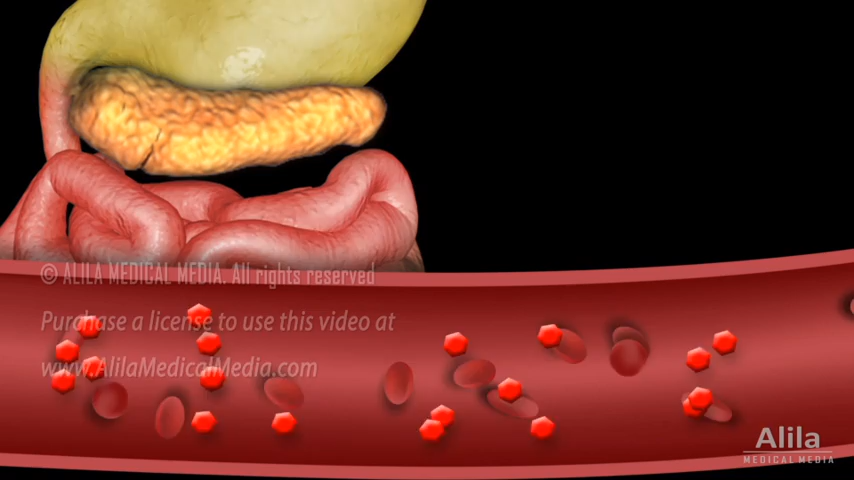 © ALILA MEDICAL MEDIA. All rights reserved
Purchase a license to use this video at
www.AlilaMedicalMedia.com
Alila
MEDICAL MEDIA